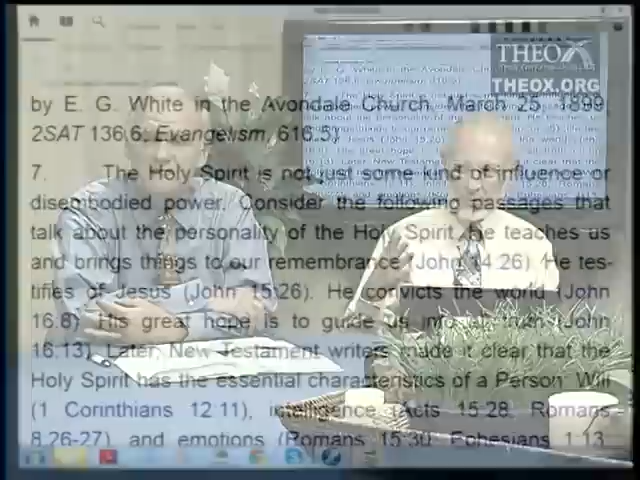 THEOX
THEOX.ORG
by E. G. White in the Avondale Church, March 25, 1899
2SAT 136.6; Evangelism, 616.5)
7. The Holy Spirit is not just some kind of influence or
disembodied power. Consider the following passages that
talk about the personality of the Holy Spirit. He teaches us
and brings things to our remembrance (John 14:26). He tes-
tifies of Jesus (John 15:26). He convicts the world (John
16:8). His great hope is to guide us into all truth (John
16:13). Later, New Testament writers made it clear that the
Holy Spirit has the essential characteristics of a Person: Will
(1 Corinthians 12:11), intelligence (Acts 15:28, Romans
8:26-27), and emotions (Romans 15:30, Ephesians 1:13,